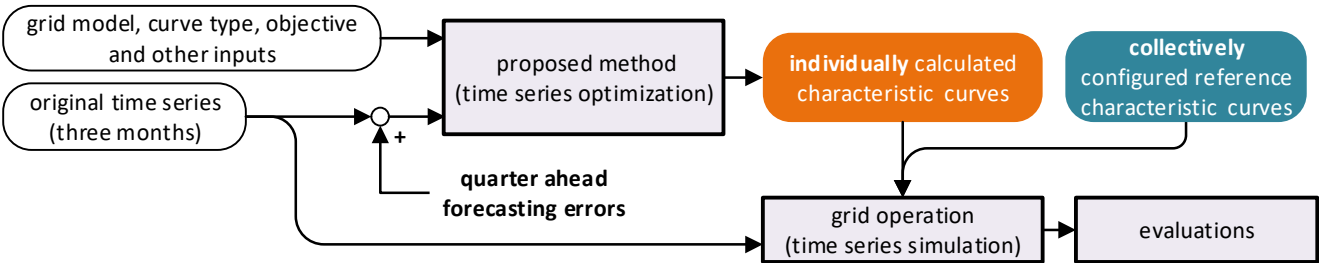 grid model, curve type, objective
and other inputs
original time series
(three months)
+
quarter ahead
forecasting errors
proposed method
(time series optimization)
individually calculated
characteristic curves
collectively
configured reference
characteristic curves
grid operation
(time series simulation)
evaluations